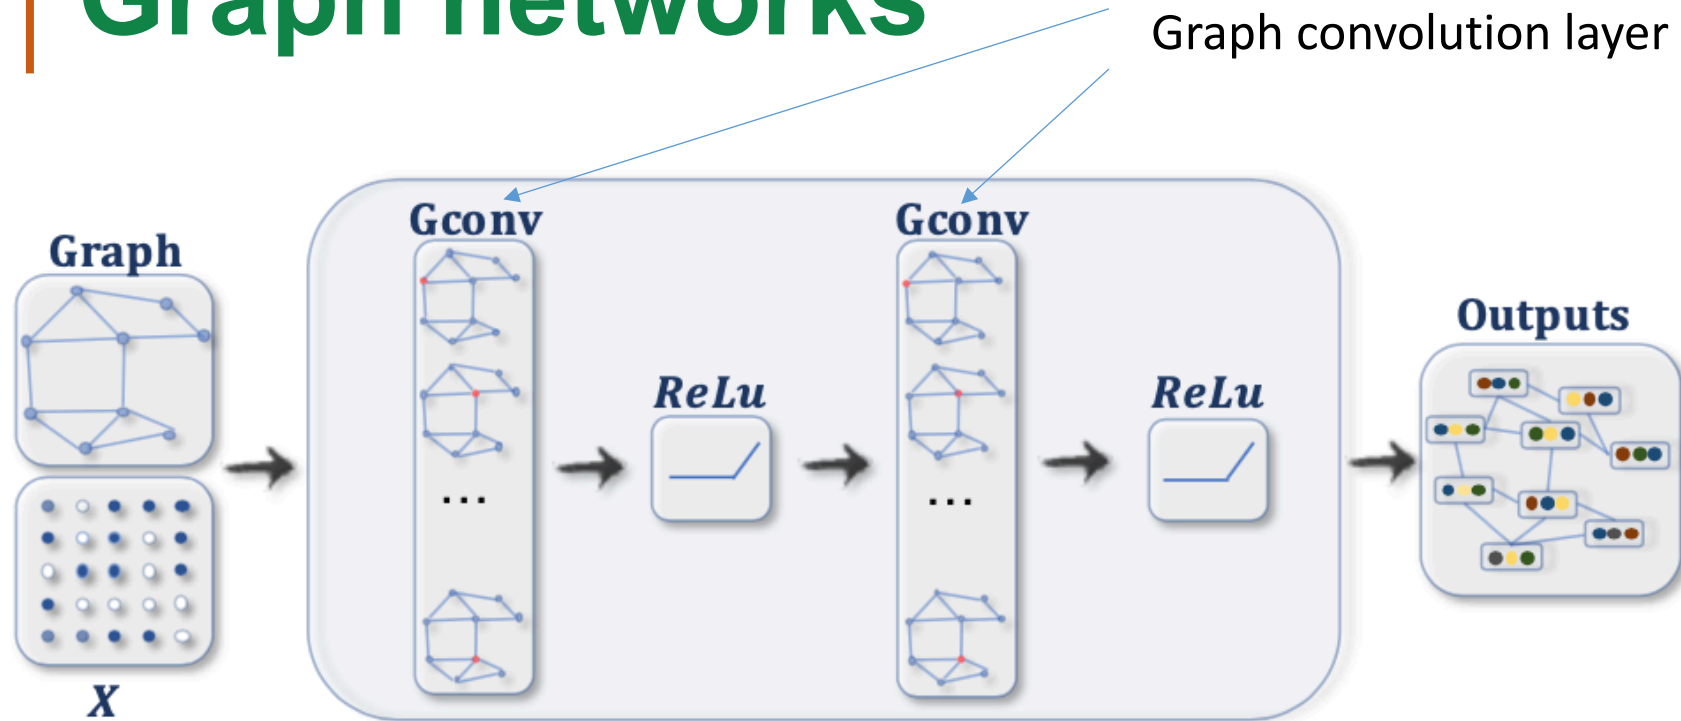 Graph networks
Graph convolution layer
Gconv
Gconv
Graph
Outputs
ReLu
ReLu
...
...
X